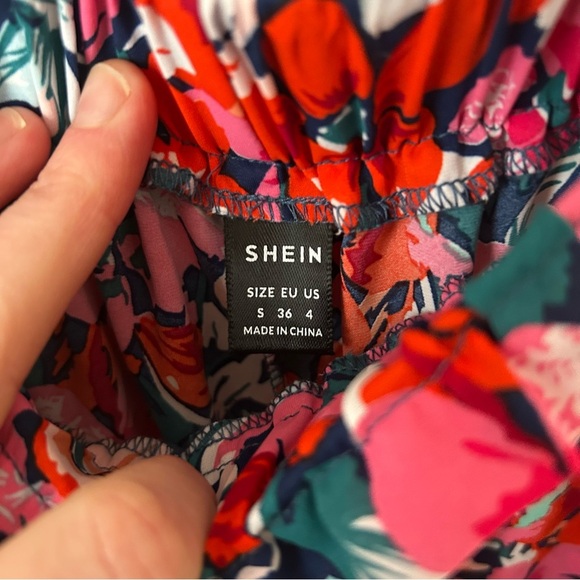 SHEIN
SIZE EU US
S 36 4
MADE IN CHINA